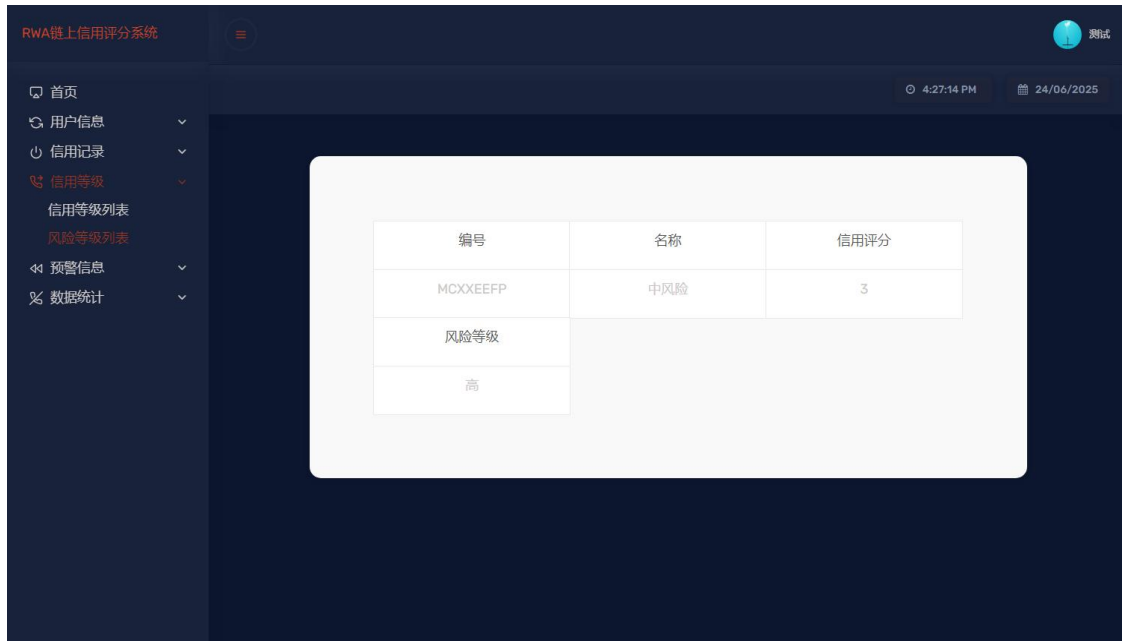 RWA链上信用评分系统
测试
4:27:14 PM 24/06/2025
首页
用户信息
信用记录
信用等级
信用等级列表
风险等级列表
预警信息
数据统计
编号 名称 信用评分
MCXXEEFP 中风险 3
风险等级
高